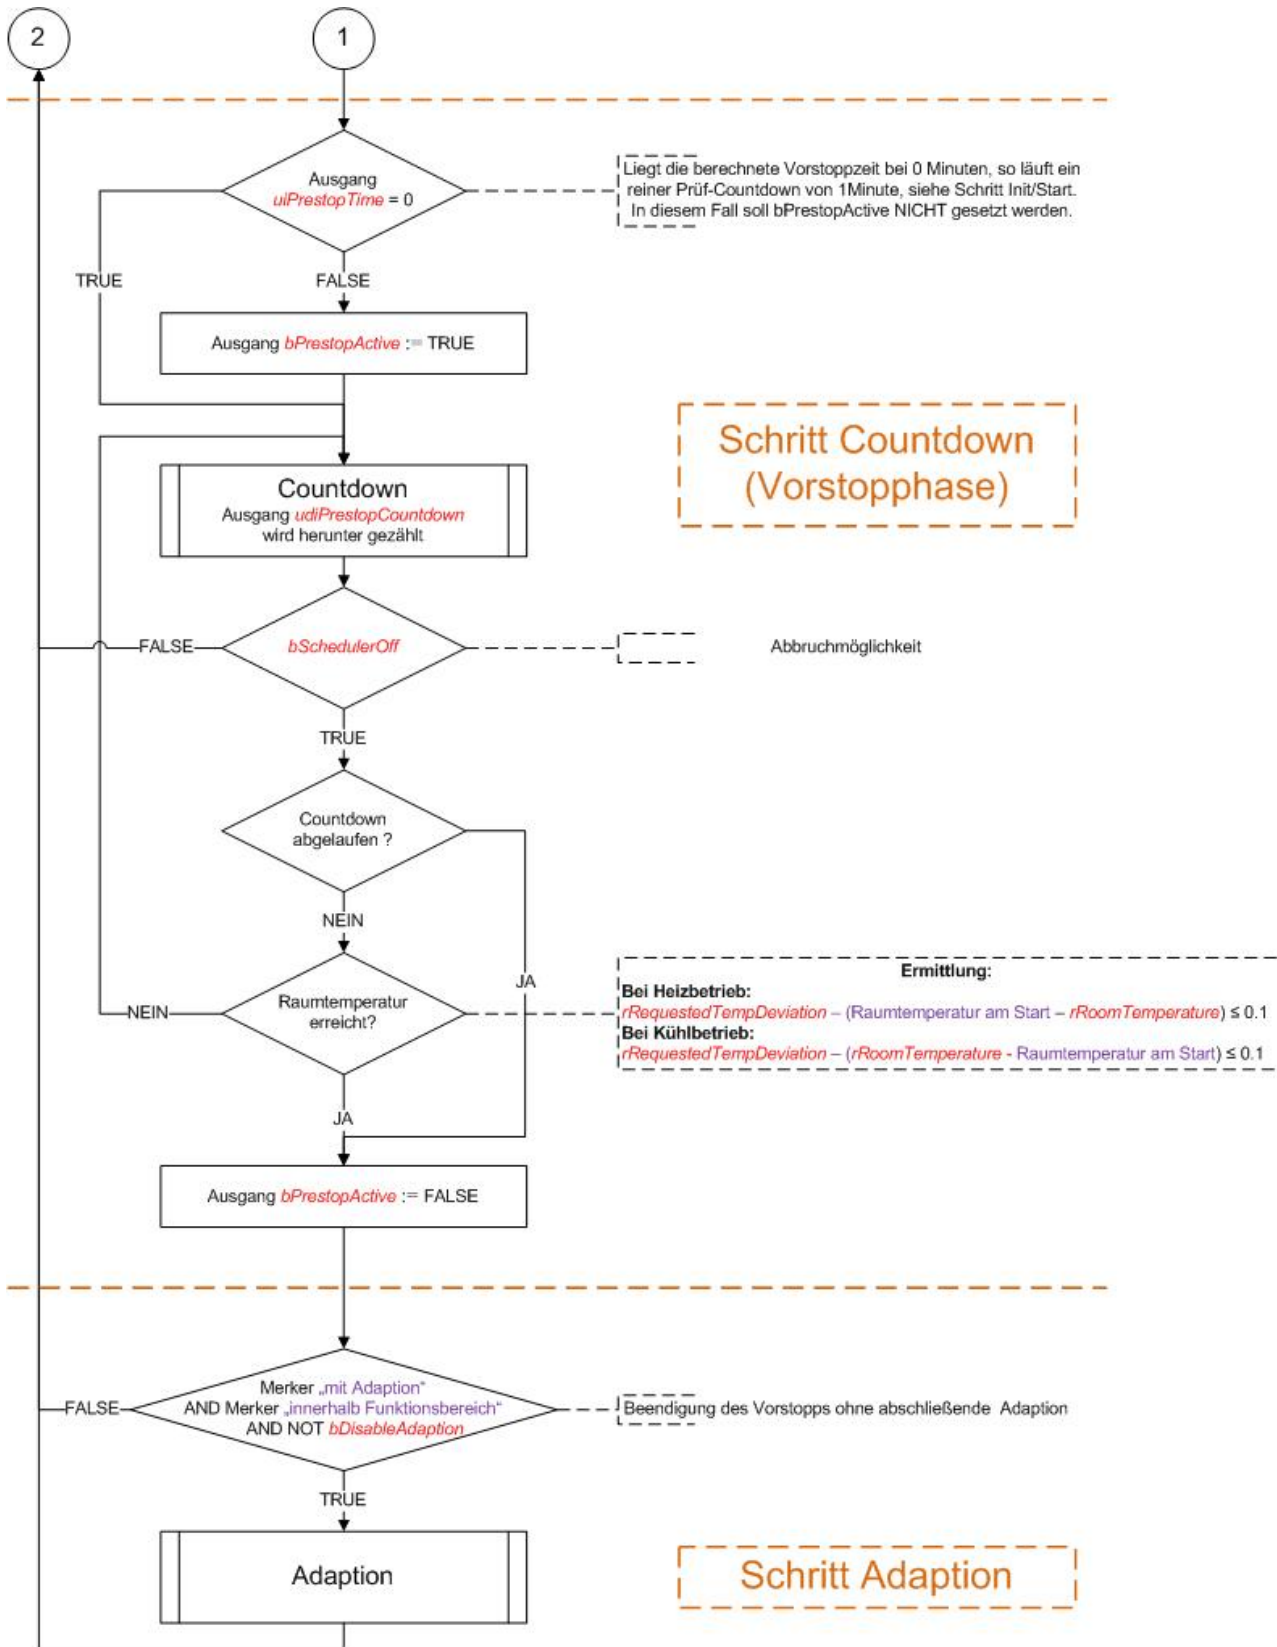 2
1
Ausgang
uiPrestopTime = 0
Liegt die berechnete Vorstoppzeit bei 0 Minuten, so läuft ein
reiner Prüf-Countdown von 1Minute, siehe Schritt Init/Start.
In diesem Fall soll bPrestopActive NICHT gesetzt werden.
TRUE
FALSE
Ausgang bPrestopActive := TRUE
Schritt Countdown
(Vorstopphase)
Countdown
Ausgang udiPrestopCountdown
wird herunter gezählt
FALSE
bSchedulerOff
Abbruchmöglichkeit
TRUE
Countdown
abgelaufen ?
NEIN
JA
NEIN
Raumtemperatur
erreicht?
Ermittlung:
Bei Heizbetrieb:
rRequestedTempDeviation – (Raumtemperatur am Start – rRoomTemperature) ≤ 0.1
Bei Kühlbetrieb:
rRequestedTempDeviation – (rRoomTemperature - Raumtemperatur am Start) ≤ 0.1
JA
Ausgang bPrestopActive := FALSE
FALSE
Merker „mit Adaption“
AND Merker „innerhalb Funktionsbereich“
AND NOT bDisableAdaption
Beendigung des Vorstopps ohne abschließende Adaption
TRUE
Adaption
Schritt Adaption